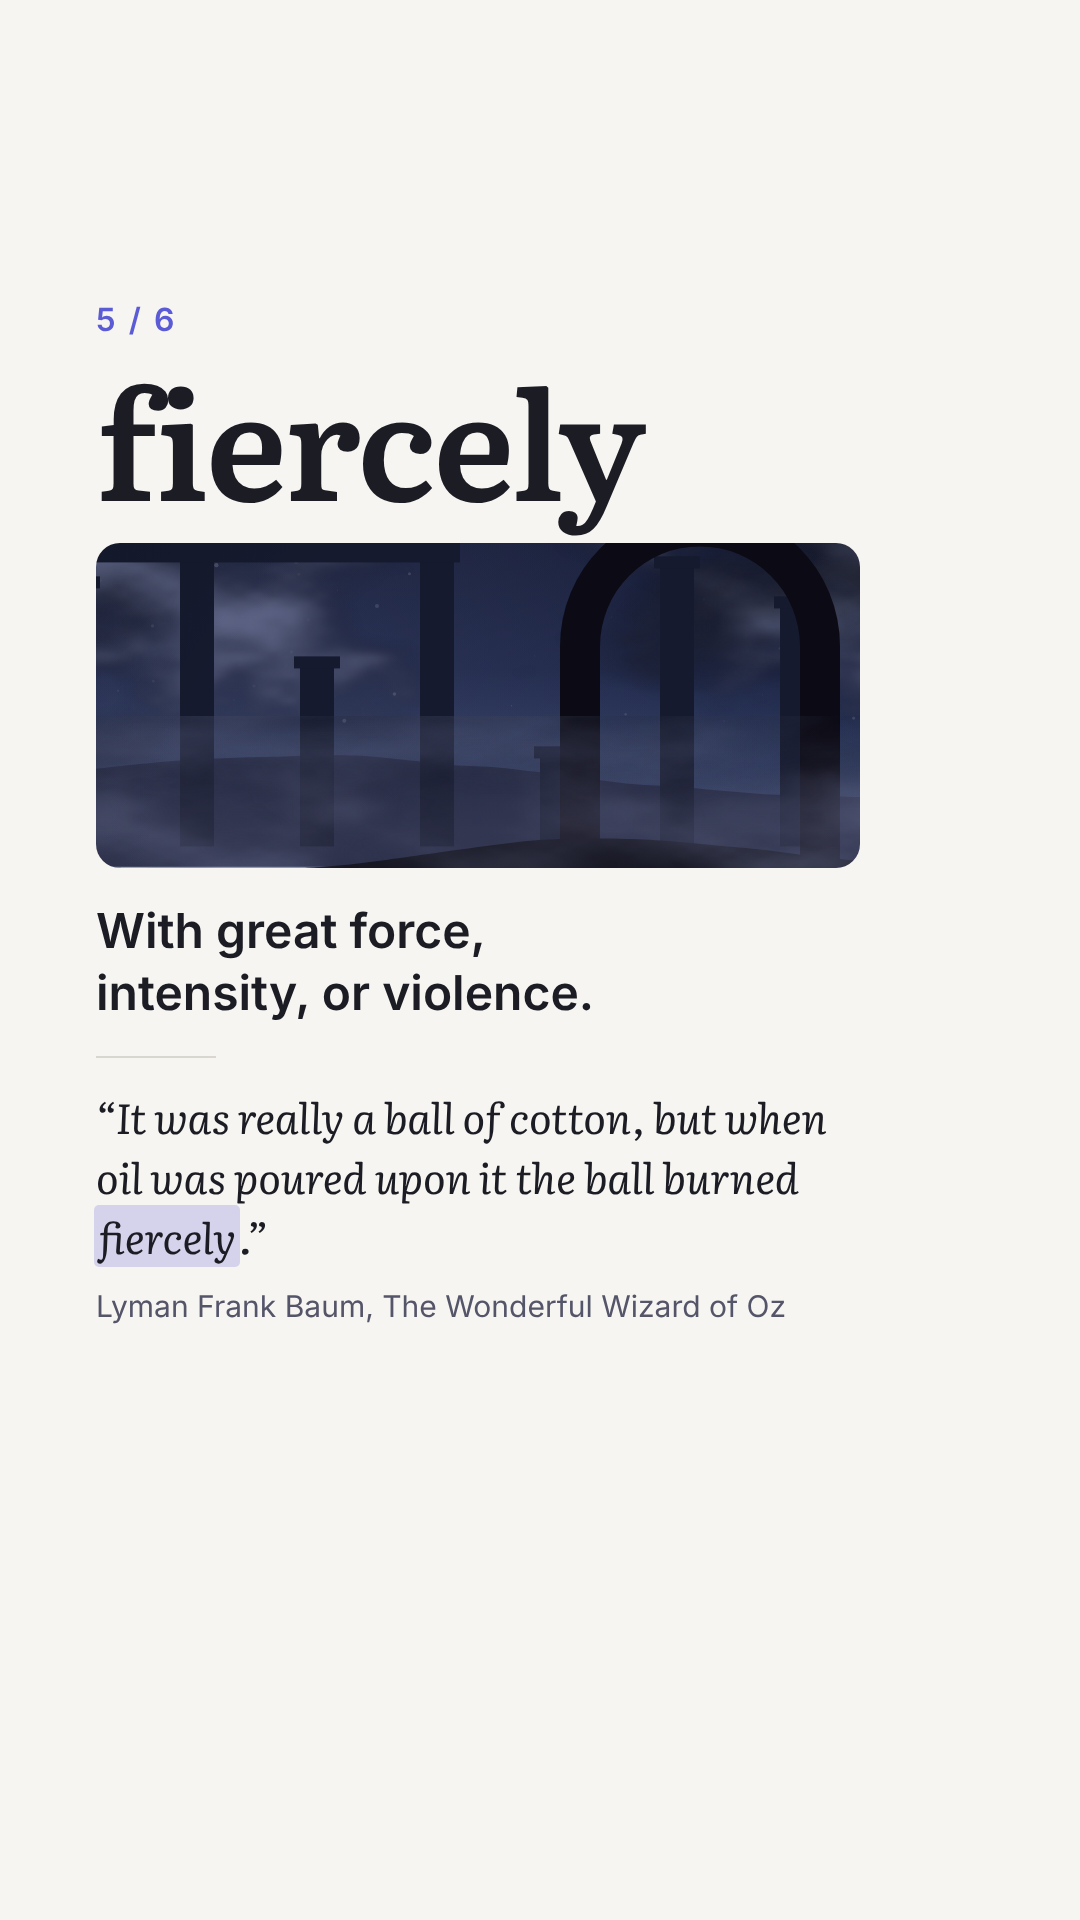 5 / 6
fiercely
With great force,
intensity, or violence.
“It was really a ball of cotton, but when
oil was poured upon it the ball burned
fiercely.”
Lyman Frank Baum, The Wonderful Wizard of Oz